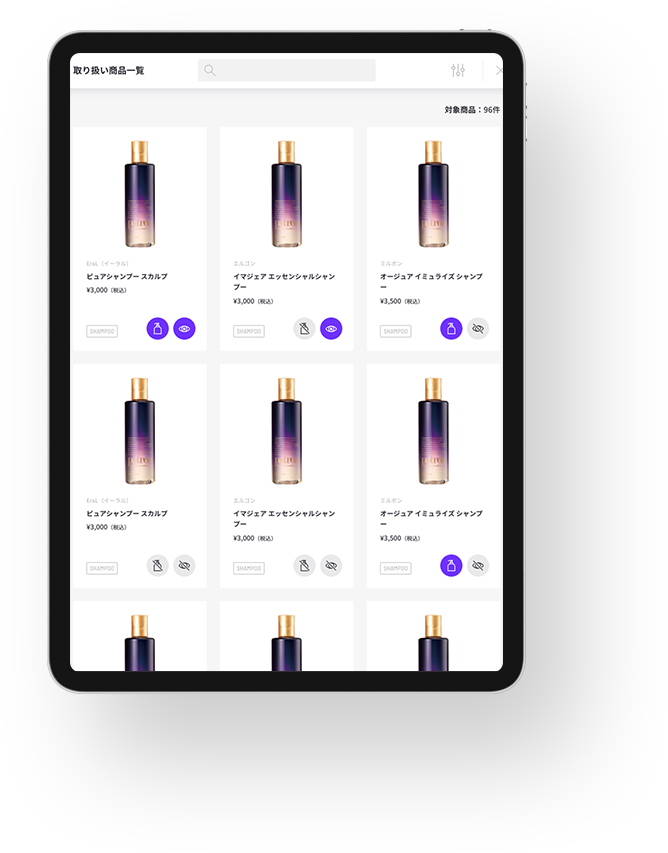 取り扱い商品一覧
対象商品：96件
EraL（イーラル）
ピュアシャンプー スカルプ
¥3,000（税込）
SHAMPOO
エルゴン
イマジェア エッセンシャルシャン
プー
¥3,000（税込）
SHAMPOO
ミルボン
オージュア イミュライズ シャンプ
ー
¥3,500（税込）
SHAMPOO
EraL（イーラル）
ピュアシャンプー スカルプ
¥3,000（税込）
SHAMPOO
エルゴン
イマジェア エッセンシャルシャン
プー
¥3,000（税込）
SHAMPOO
ミルボン
オージュア イミュライズ シャンプ
ー
¥3,500（税込）
SHAMPOO